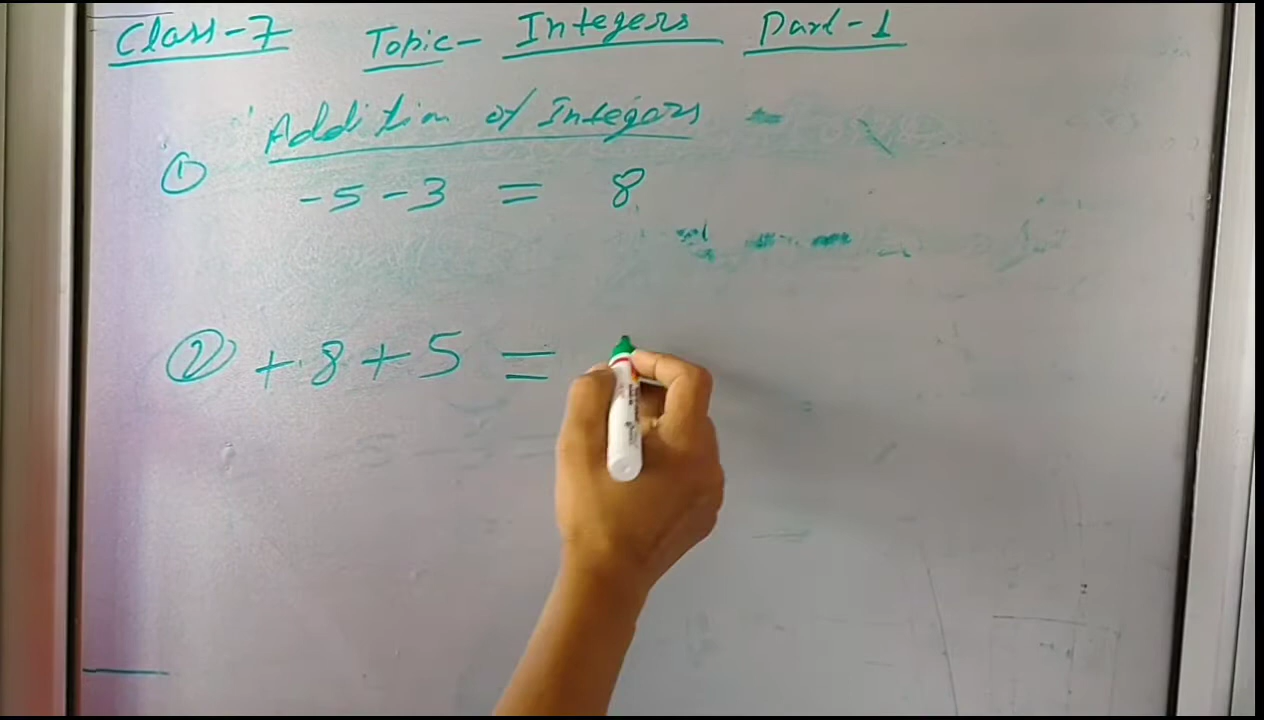 Class-7 Topic- Integers Part-1
Addition of Integers
① -5-3 = 8
② +8+5 =